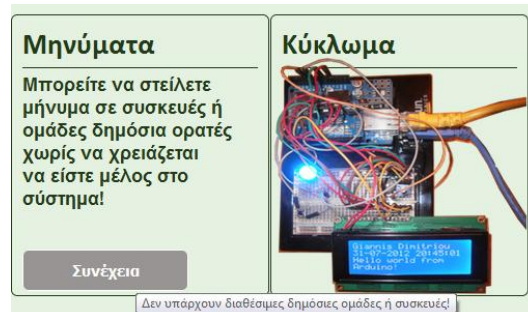 Μηνύματα
Μπορείτε να στείλετε
μήνυμα σε συσκευές ή
ομάδες δημόσια ορατές
χωρίς να χρειάζεται
να είστε μέλος στο
σύστημα!
Συνέχεια
Κύκλωμα
Giannis Dimitriou
31-07-2012 20:45:01
Hello world from
Arduino!
Δεν υπάρχουν διαθέσιμες δημόσιες ομάδες ή συσκευές!